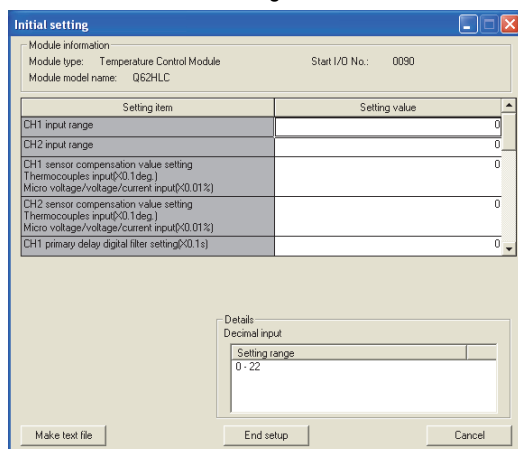 Initial setting
Module information
Module type: Temperature Control Module Start I/O No.: 0090
Module model name: Q62HLC
Setting item Setting value
CH1 input range 0
CH2 input range 0
CH1 sensor compensation value setting 0
Thermocouples input(X0.1deg.)
Micro voltage/voltage/current input(X0.01%)
CH2 sensor compensation value setting 0
Thermocouples input(X0.1deg.)
Micro voltage/voltage/current input(X0.01%)
CH1 primary delay digital filter setting(X0.1s) 0
Details
Decimal input
Setting range
0 - 22
Make text file End setup Cancel